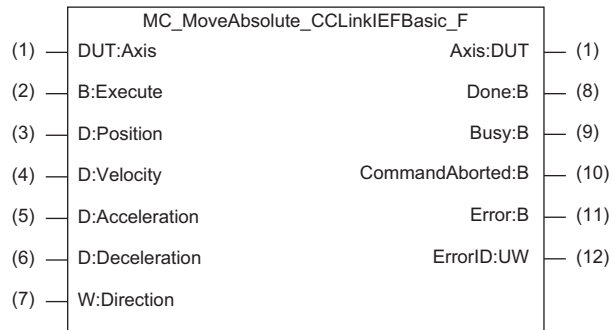 MC_MoveAbsolute_CCLinkIEFBasic_F
(1) DUT:Axis Axis:DUT (1)
(2) B:Execute Done:B (8)
(3) D:Position Busy:B (9)
(4) D:Velocity CommandAborted:B (10)
(5) D:Acceleration Error:B (11)
(6) D:Deceleration ErrorID:UW (12)
(7) W:Direction